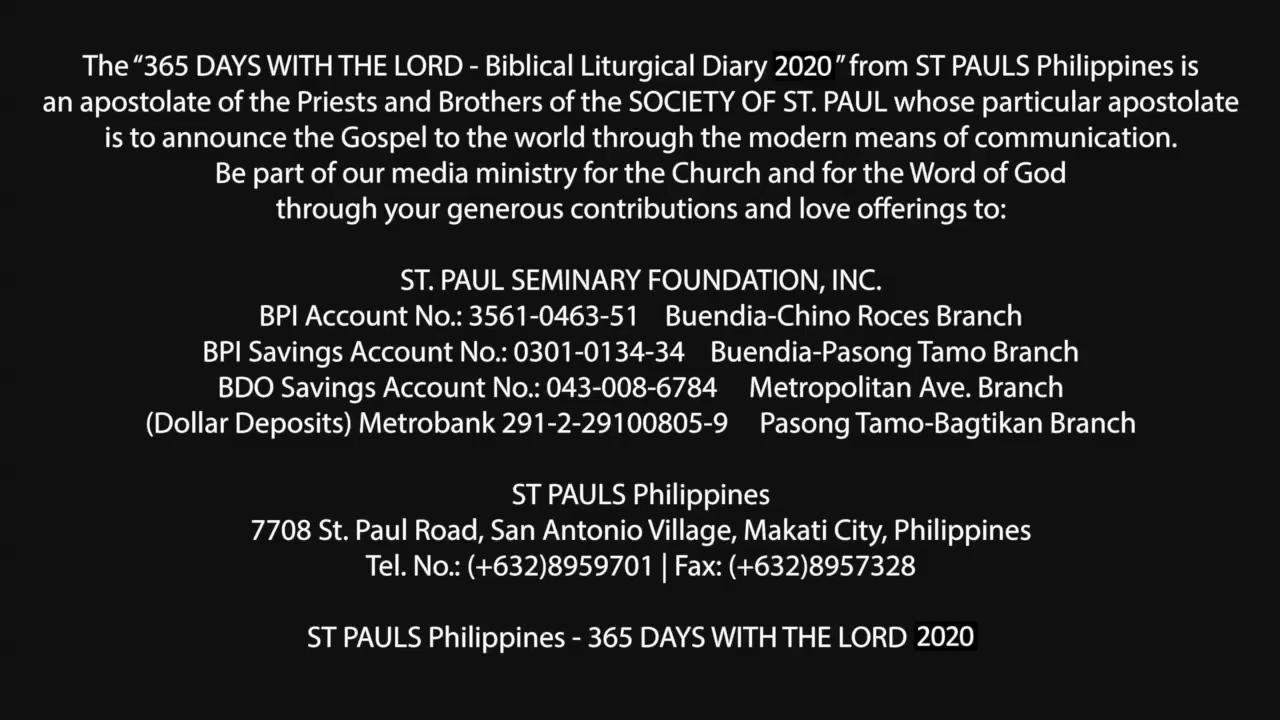 The “365 DAYS WITH THE LORD - Biblical Liturgical Diary 2020” from ST PAULS Philippines is
an apostolate of the Priests and Brothers of the SOCIETY OF ST. PAUL whose particular apostolate
is to announce the Gospel to the world through the modern means of communication.
Be part of our media ministry for the Church and for the Word of God
through your generous contributions and love offerings to:
ST. PAUL SEMINARY FOUNDATION, INC.
BPI Account No.: 3561-0463-51 Buendia-Chino Roces Branch
BPI Savings Account No.: 0301-0134-34 Buendia-Pasong Tamo Branch
BDO Savings Account No.: 043-008-6784 Metropolitan Ave. Branch
(Dollar Deposits) Metrobank 291-2-29100805-9 Pasong Tamo-Bagtikan Branch
ST PAULS Philippines
7708 St. Paul Road, San Antonio Village, Makati City, Philippines
Tel. No.: (+632)8959701 | Fax: (+632)8957328
ST PAULS Philippines - 365 DAYS WITH THE LORD 2020